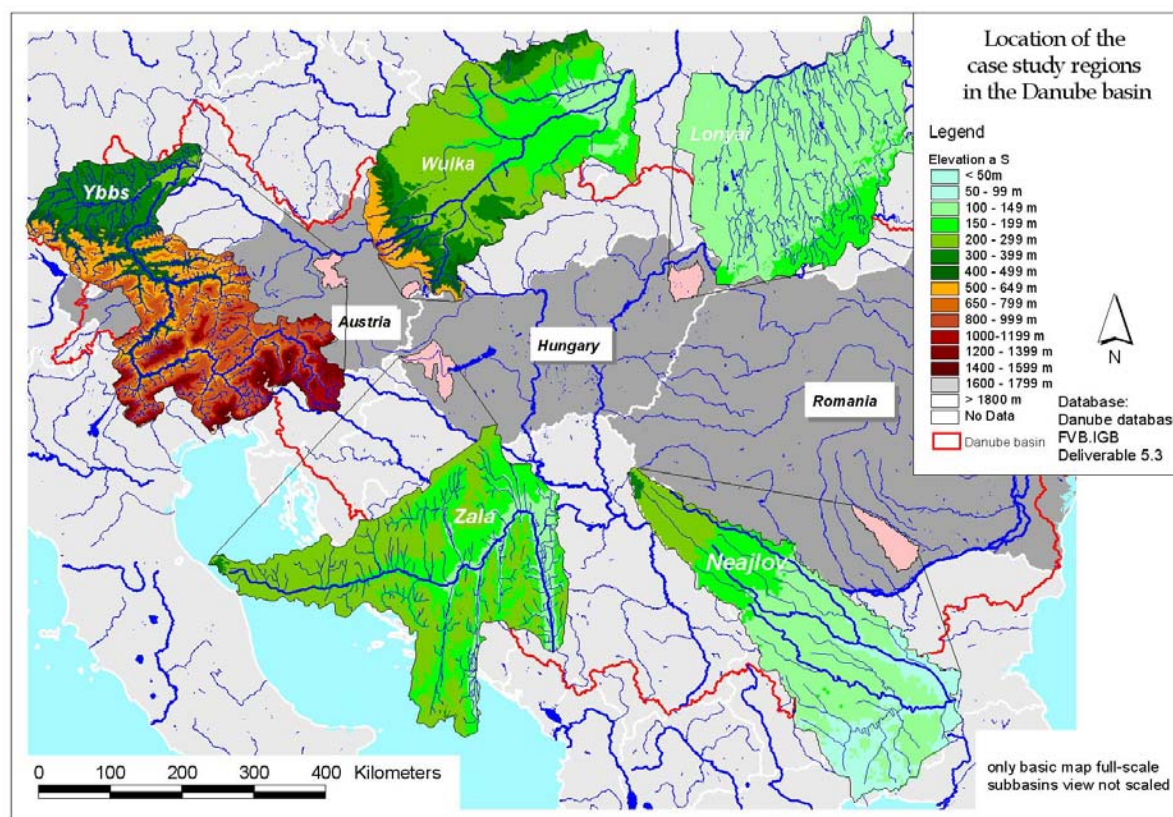 Location of the
case study regions
in the Danube basin
Legend
Elevation a S
< 50m
50 - 99 m
100 - 149 m
150 - 199 m
200 - 299 m
300 - 399 m
400 - 499 m
500 - 649 m
650 - 799 m
800 - 999 m
1000-1199 m
1200 - 1399 m
1400 - 1599 m
1600 - 1799 m
> 1800 m
No Data
Danube basin
N
Database:
Danube databas
FVB.IGB
Deliverable 5.3
Ybbs
Wulka
Lonyai
Austria
Hungary
Romania
Zala
Neajlov
0 100 200 300 400 Kilometers
only basic map full-scale
subbasins view not scaled